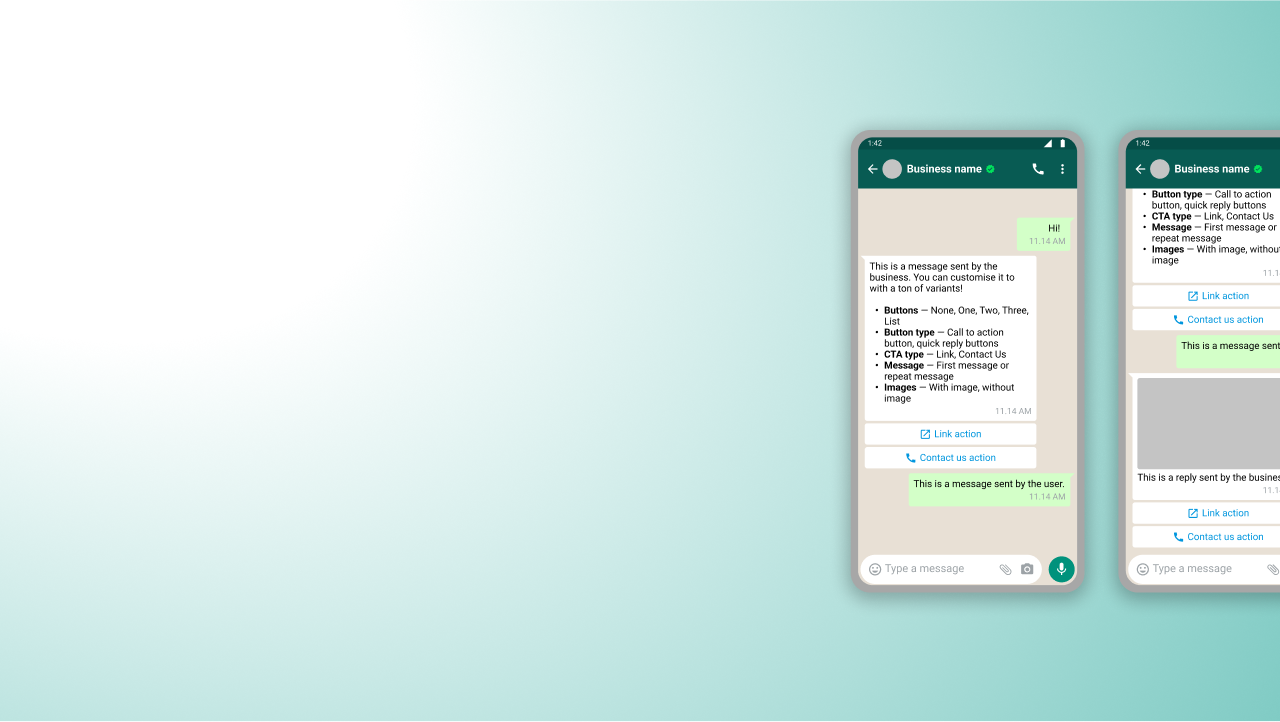 1:42
Business name
Hi!
11.14 AM
This is a message sent by the
business. You can customise it to
with a ton of variants!
• Buttons — None, One, Two, Three,
List
• Button type — Call to action
button, quick reply buttons
• CTA type — Link, Contact Us
• Message — First message or
repeat message
• Images — With image, without
image
11.14 AM
Link action
Contact us action
This is a message sent by the user.
11.14 AM
Type a message
1:42
Business name
• Button type — Call to action
button, quick reply buttons
• CTA type — Link, Contact Us
• Message — First message or
repeat message
• Images — With image, without
image
11.1
Link action
Contact us action
This is a message sent
This is a reply sent by the busines
11.1
Link action
Contact us action
Type a message